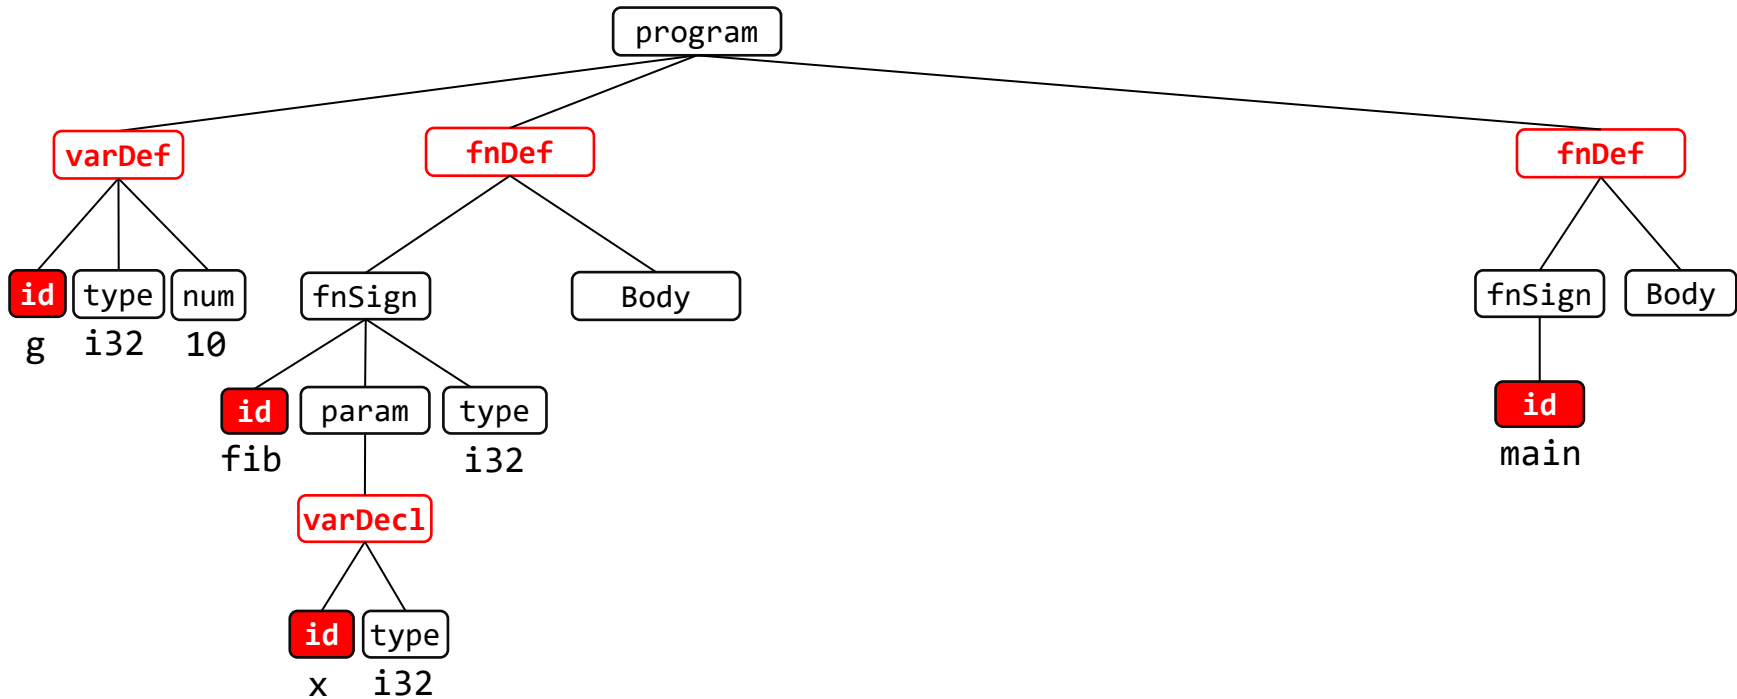 program
varDef
fnDef
fnDef
id
type
num
fnSign
Body
fnSign
Body
g
i32
10
id
param
type
id
fib
i32
main
varDecl
id
type
x
i32